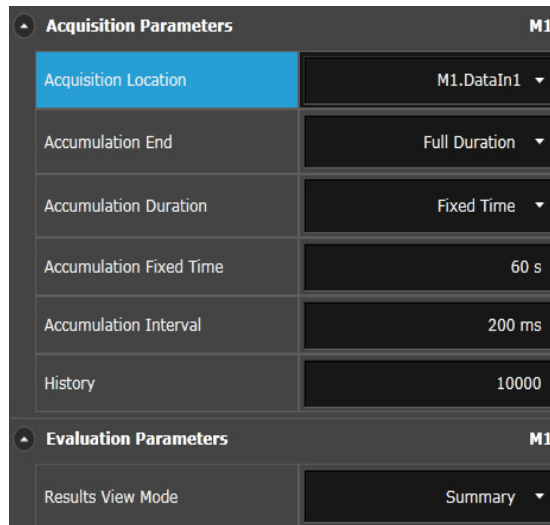 Acquisition Parameters M1
Acquisition Location M1.DataIn1
Accumulation End Full Duration
Accumulation Duration Fixed Time
Accumulation Fixed Time 60 s
Accumulation Interval 200 ms
History 10000
Evaluation Parameters M1
Results View Mode Summary